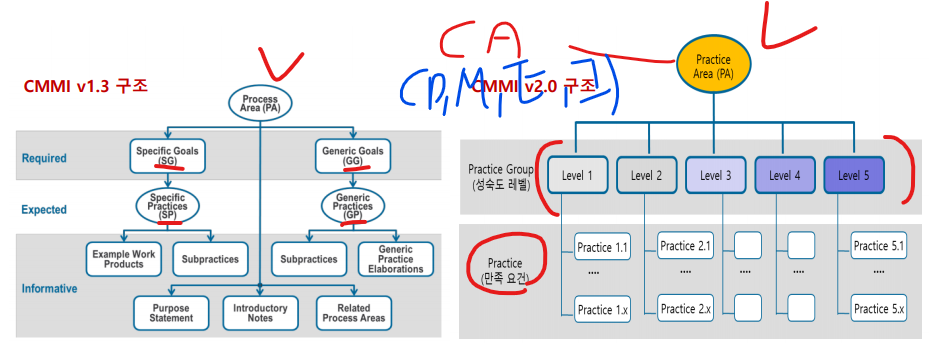 CA
(D,M,E,
CMMI v1.3 구조
Process
Area (PA)
Required
Specific Goals
(SG)
Generic Goals
(GG)
Expected
Specific
Practices
(SP)
Generic
Practices
(GP)
Informative
Example Work
Products
Subpractices
Subpractices
Generic
Practice
Elaborations
Purpose
Statement
Introductory
Notes
Related
Process Areas
CMMI v2.0 구조
Practice
Area (PA)
Practice Group
(성숙도 레벨)
Level 1
Level 2
Level 3
Level 4
Level 5
Practice
(만족 요건)
Practice 1.1
Practice 2.1
Practice 5.1
....
....
....
....
....
Practice 1.x
Practice 2.x
Practice 5.x